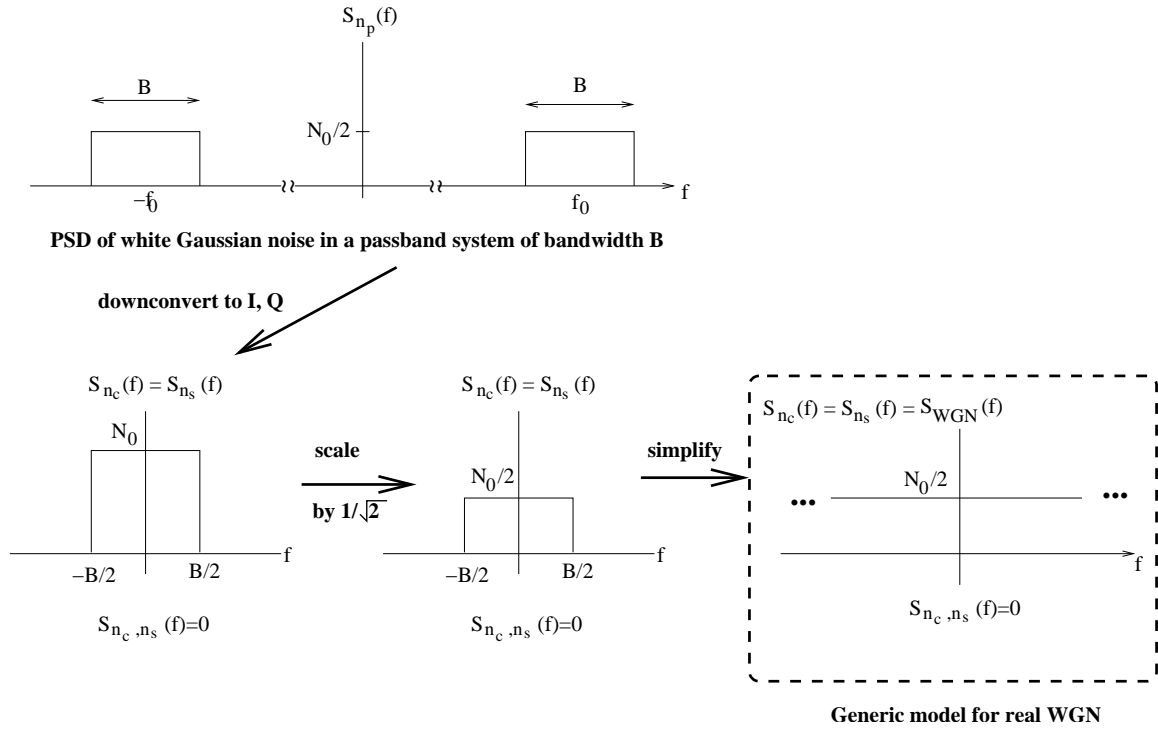 S_{n_p}(f)
B
B
N_0/2
−f_0
f_0
f
PSD of white Gaussian noise in a passband system of bandwidth B
downconvert to I, Q
S_{n_c}(f) = S_{n_s}(f)
N_0
f
−B/2
B/2
S_{n_c,n_s}(f)=0
scale
by 1/√2
S_{n_c}(f) = S_{n_s}(f)
N_0/2
f
−B/2
B/2
S_{n_c,n_s}(f)=0
simplify
S_{n_c}(f) = S_{n_s}(f) = S_{WGN}(f)
N_0/2
...
...
f
S_{n_c,n_s}(f)=0
Generic model for real WGN